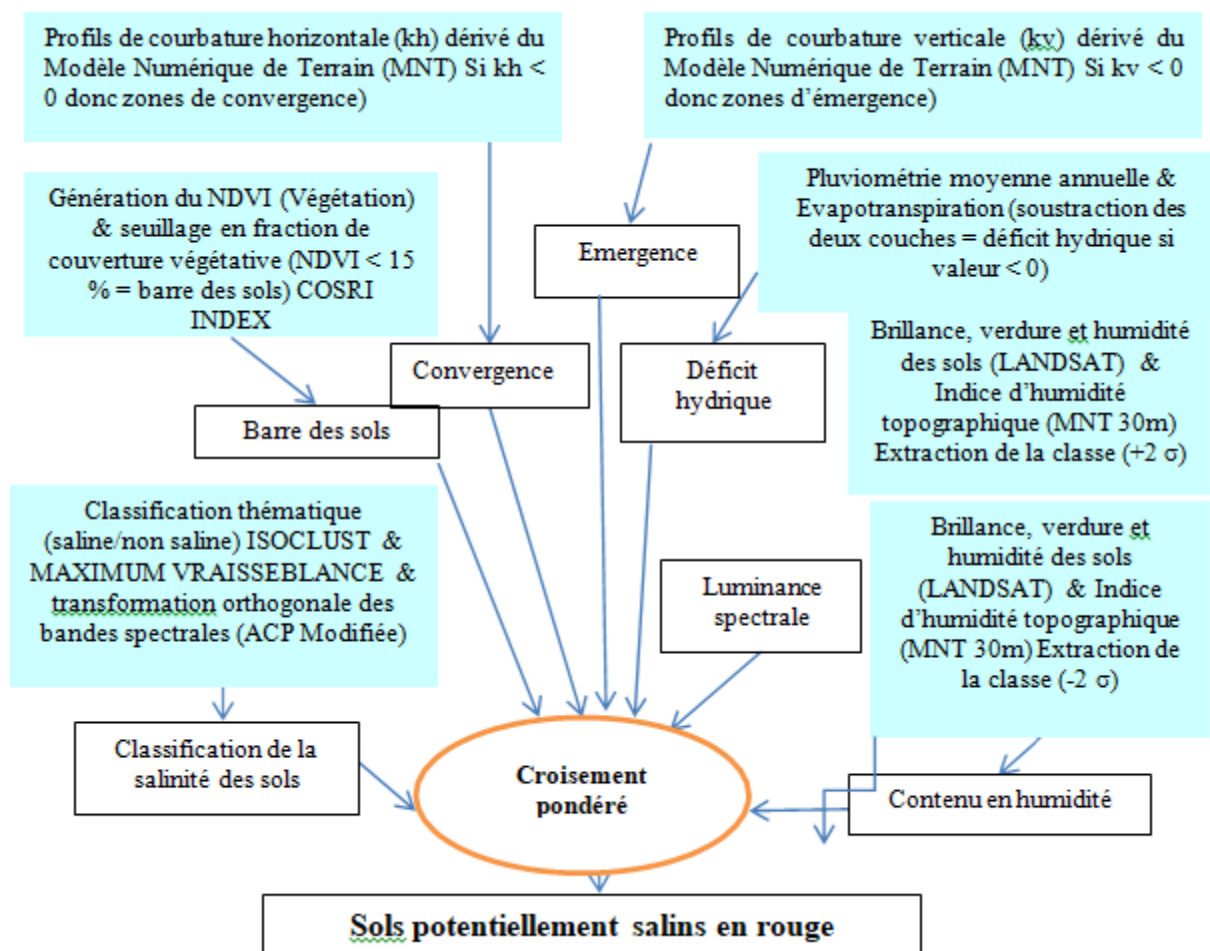 Profils de courbature horizontale (kh) dérivé du
Modèle Numérique de Terrain (MNT) Si kh <
0 donc zones de convergence)
Profils de courbature verticale (kv) dérivé du
Modèle Numérique de Terrain (MNT) Si kv < 0
donc zones d'émergence)
Génération du NDVI (Végétation)
& seuillage en fraction de
couverture végétative (NDVI < 15
% = barre des sols) COSRI
INDEX
Emergence
Pluviométrie moyenne annuelle &
Evapotranspiration (soustraction des
deux couches = déficit hydrique si
valeur < 0)
Convergence
Déficit
hydrique
Brillance, verdure et humidité
des sols (LANDSAT) &
Indice d'humidité
topographique (MNT 30m)
Extraction de la classe (+2 σ)
Barre des sols
Classification thématique
(saline/non saline) ISOCLUST &
MAXIMUM VRAISSEBLANCE &
transformation orthogonale des
bandes spectrales (ACP Modifiée)
Luminance
spectrale
Brillance, verdure et
humidité des sols
(LANDSAT) & Indice
d'humidité topographique
(MNT 30m) Extraction de
la classe (-2 σ)
Classification de la
salinité des sols
Croisement
pondéré
Contenu en humidité
Sols potentiellement salins en rouge